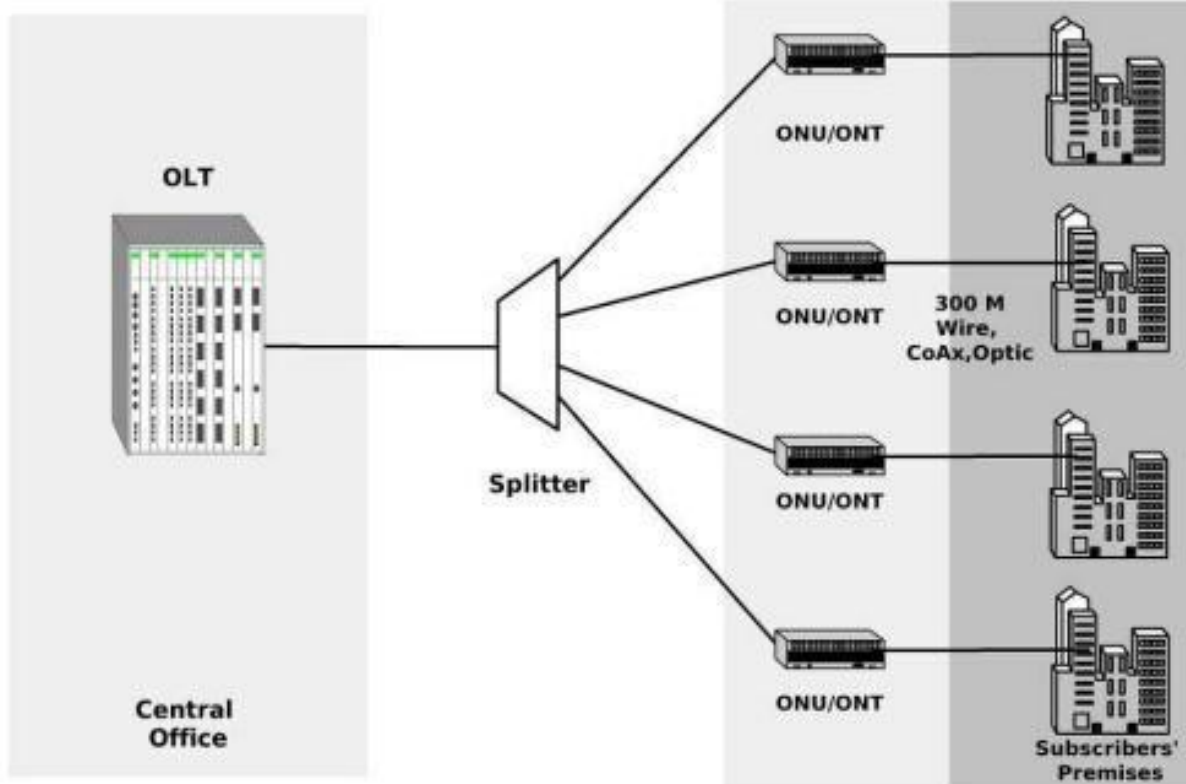 OLT
Central
Office
Splitter
ONU/ONT
ONU/ONT
ONU/ONT
ONU/ONT
300 M
Wire,
CoAx,Optic
Subscribers'
Premises